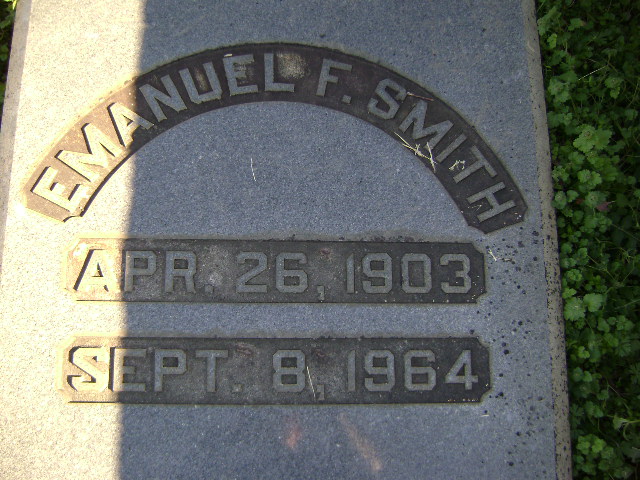 EMANUEL F. SMITH
APR. 26, 1903
SEPT. 8, 1964